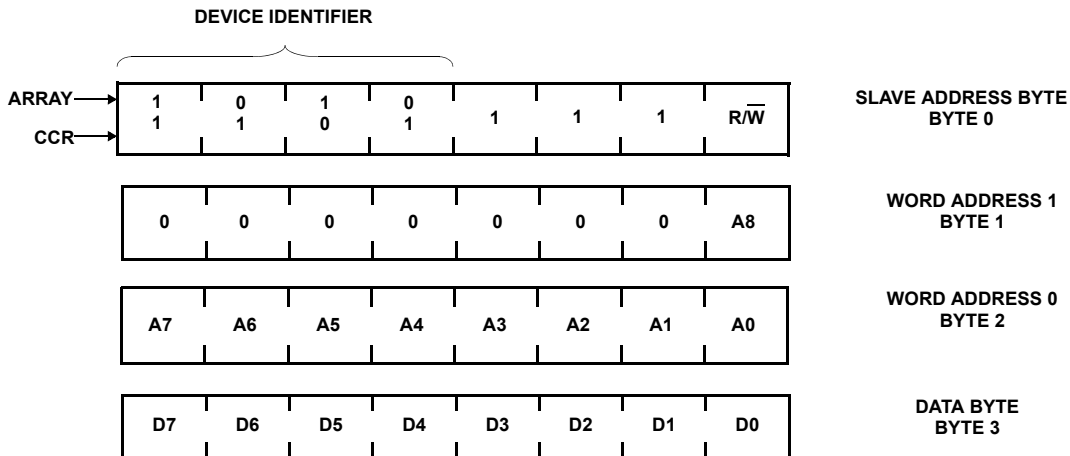 DEVICE IDENTIFIER
ARRAY
CCR
1 0 1 0
1 1 0 1
1 1 1 R/W̅
SLAVE ADDRESS BYTE
BYTE 0
0 0 0 0 0 0 0 A8
WORD ADDRESS 1
BYTE 1
A7 A6 A5 A4 A3 A2 A1 A0
WORD ADDRESS 0
BYTE 2
D7 D6 D5 D4 D3 D2 D1 D0
DATA BYTE
BYTE 3